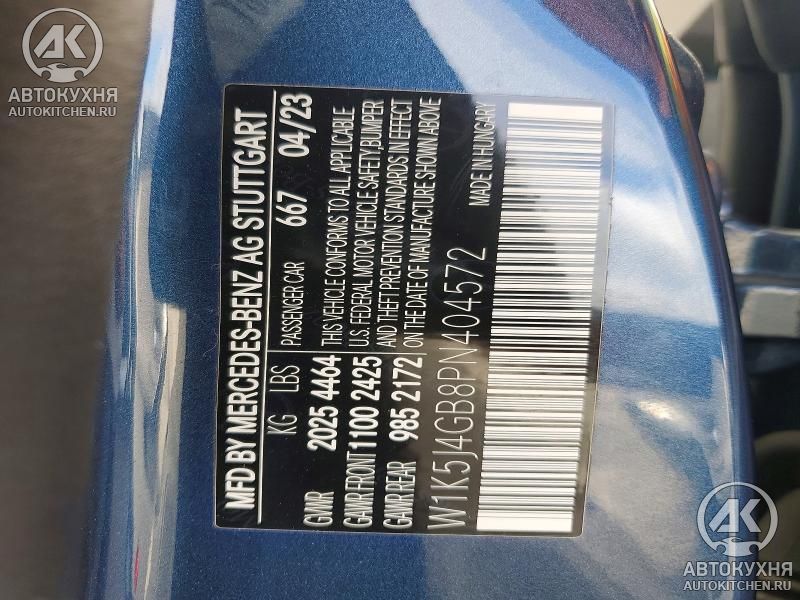 AK
АВТОКУХНЯ
AUTOKITCHEN.RU
MFD BY MERCEDES-BENZ AG STUTTGART
KG LBS PASSENGER CAR 667 04/23
GVWR 2025 4464 THIS VEHICLE CONFORMS TO ALL APPLICABLE
GAWR FRONT 1100 2425 U.S. FEDERAL MOTOR VEHICLE SAFETY, BUMPER
AND THEFT PREVENTION STANDARDS IN EFFECT
GAWR REAR 985 2172 ON THE DATE OF MANUFACTURE SHOWN ABOVE
W1K5J4GB8PN404572 MADE IN HUNGARY
AK
АВТОКУХНЯ
AUTOKITCHEN.RU